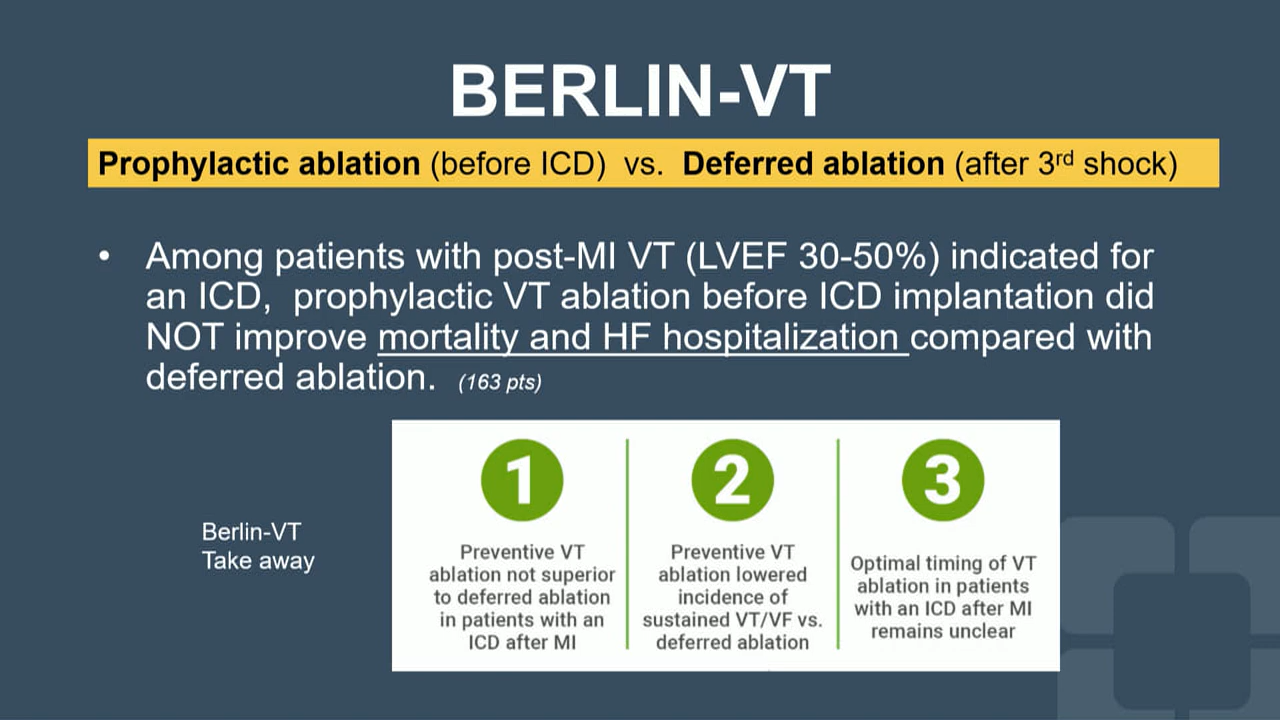 BERLIN-VT
Prophylactic ablation (before ICD) vs. Deferred ablation (after 3rd shock)
• Among patients with post-MI VT (LVEF 30-50%) indicated for
an ICD, prophylactic VT ablation before ICD implantation did
NOT improve mortality and HF hospitalization compared with
deferred ablation. (163 pts)
Berlin-VT
Take away
1
Preventive VT
ablation not superior
to deferred ablation
in patients with an
ICD after MI
2
Preventive VT
ablation lowered
incidence of
sustained VT/VF vs.
deferred ablation
3
Optimal timing of VT
ablation in patients
with an ICD after MI
remains unclear